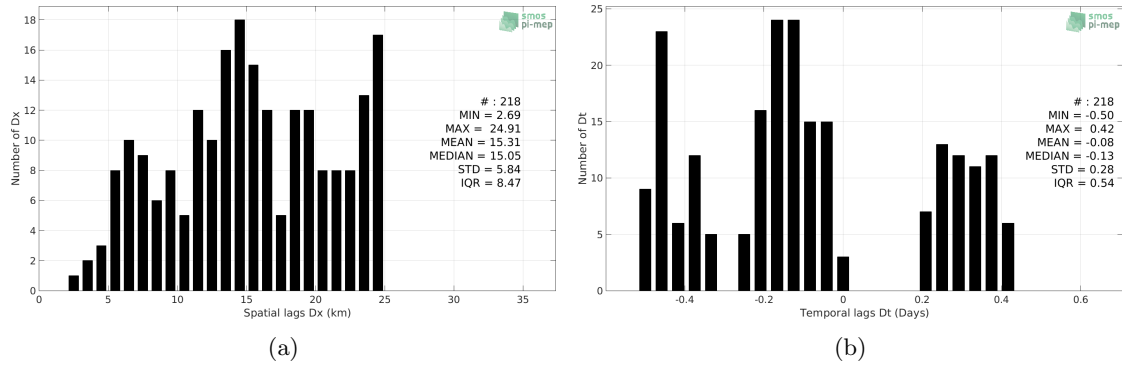 smos
pi-mep
18
16
14
12
10
8
6
4
2
0
Number of Dx
# : 218
MIN = 2.69
MAX = 24.91
MEAN = 15.31
MEDIAN = 15.05
STD = 5.84
IQR = 8.47
0 5 10 15 20 25 30 35
Spatial lags Dx (km)
(a)
smos
pi-mep
25
20
15
10
5
0
Number of Dt
# : 218
MIN = -0.50
MAX = 0.42
MEAN = -0.08
MEDIAN = -0.13
STD = 0.28
IQR = 0.54
-0.4 -0.2 0 0.2 0.4 0.6
Temporal lags Dt (Days)
(b)